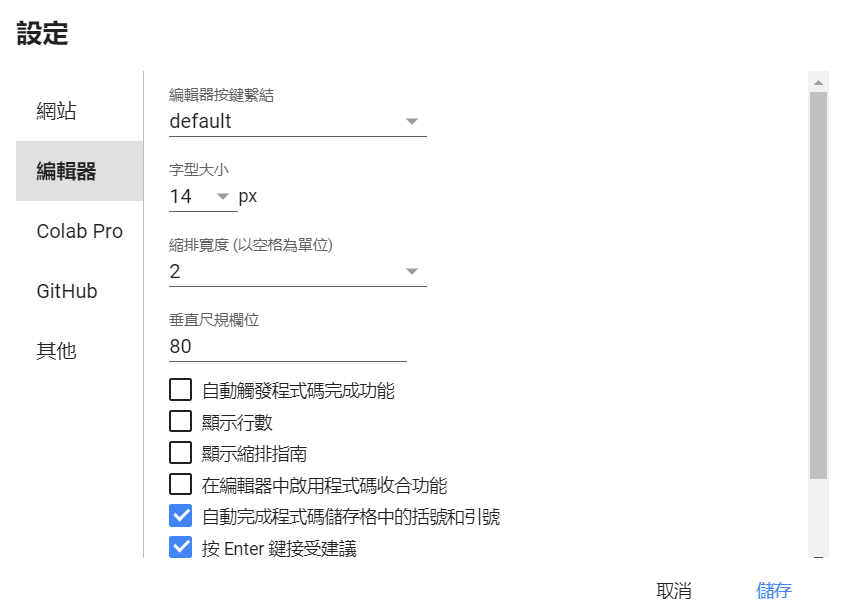 設定
網站
編輯器
Colab Pro
GitHub
其他
編輯器按鍵繫結
default
字型大小
14 px
縮排寬度 (以空格為單位)
2
垂直尺規欄位
80
自動觸發程式碼完成功能
顯示行數
顯示縮排指南
在編輯器中啟用程式碼收合功能
自動完成程式碼儲存格中的括號和引號
按 Enter 鍵接受建議
取消 儲存